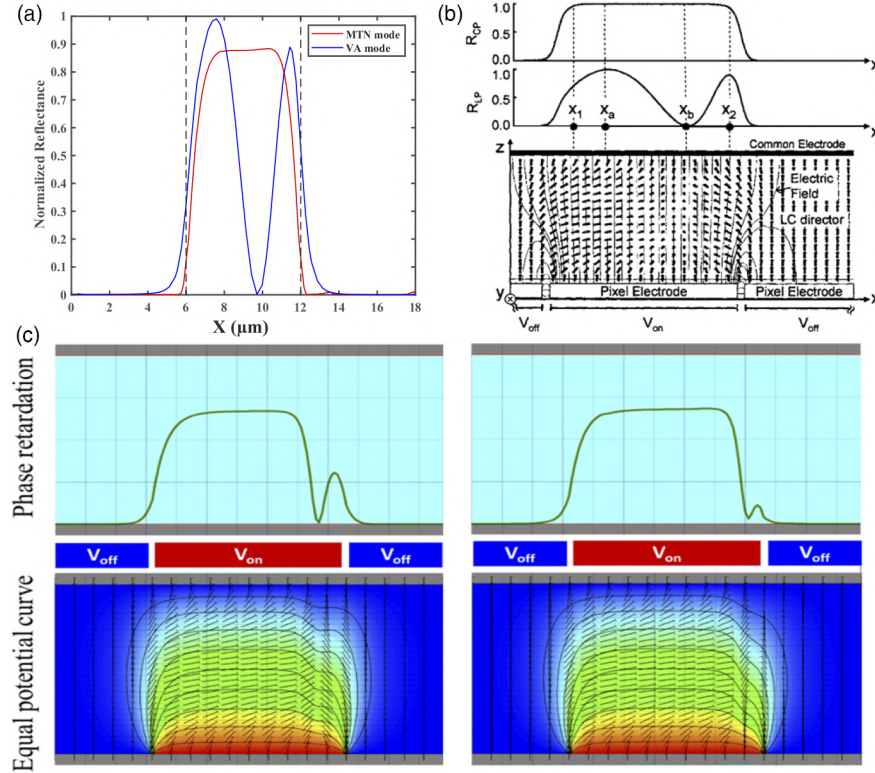 (a)
MTN mode
VA mode
Normalized Reflectance
1
0.9
0.8
0.7
0.6
0.5
0.4
0.3
0.2
0.1
0
0 2 4 6 8 10 12 14 16 18
X (μm)
(b)
R_CP
1.0
0.5
0.0
X
R_LP
1.0
0.5
0.0
X₁ Xₐ X_b X₂
X
Z
Common Electrode
Electric
Field
LC director
y
Pixel Electrode Pixel Electrode
X
V_off V_on V_off
(c)
Phase retardation
V_off V_on V_off
V_off V_on V_off
Equal potential curve